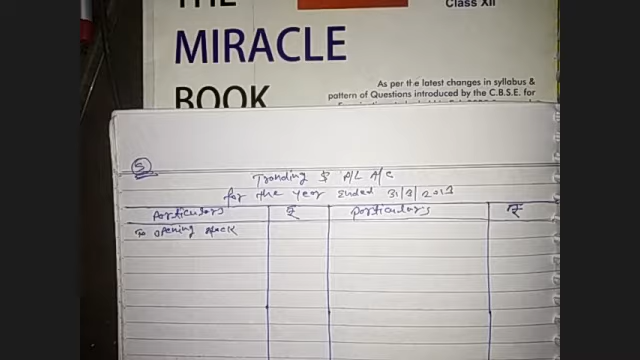 THE
MIRACLE
BOOK
Class XII
As per the latest changes in syllabus &
pattern of Questions introduced by the C.B.S.E. for
5
Tranding & P/L A/C
for the year Ended 31/3/2013
Particulars ₹ Particulars ₹
To opening stock